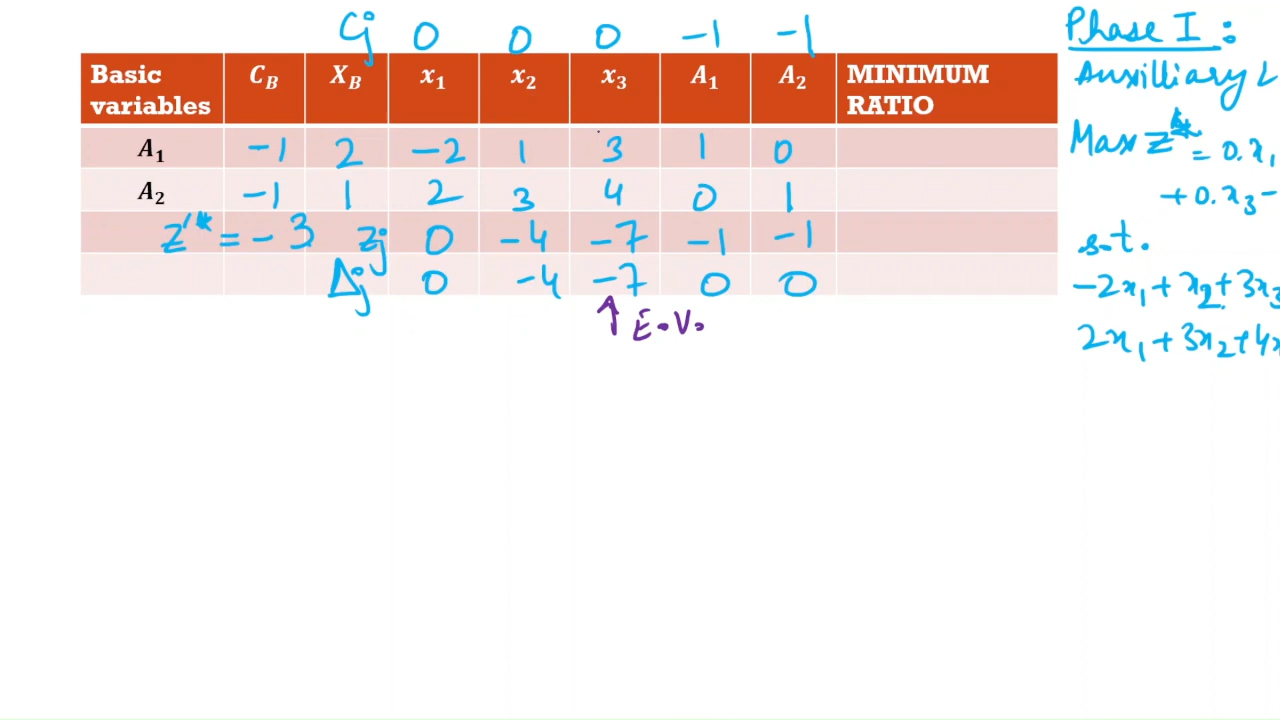 Cj 0 0 0 -1 -1
Basic variables C_B X_B x₁ x₂ x₃ A₁ A₂ MINIMUM RATIO
A₁ -1 2 -2 1 3 1 0
A₂ -1 1 2 3 4 0 1
Z'* = -3 Zj 0 -4 -7 -1 -1
Δj 0 -4 -7 0 0
↑ E.V.
Phase I :
Auxilliary L
Max Z* = 0.x₁
+ 0.x₃ -
s.t.
-2x₁ + x₂ + 3x₃
2x₁ + 3x₂ + 4x